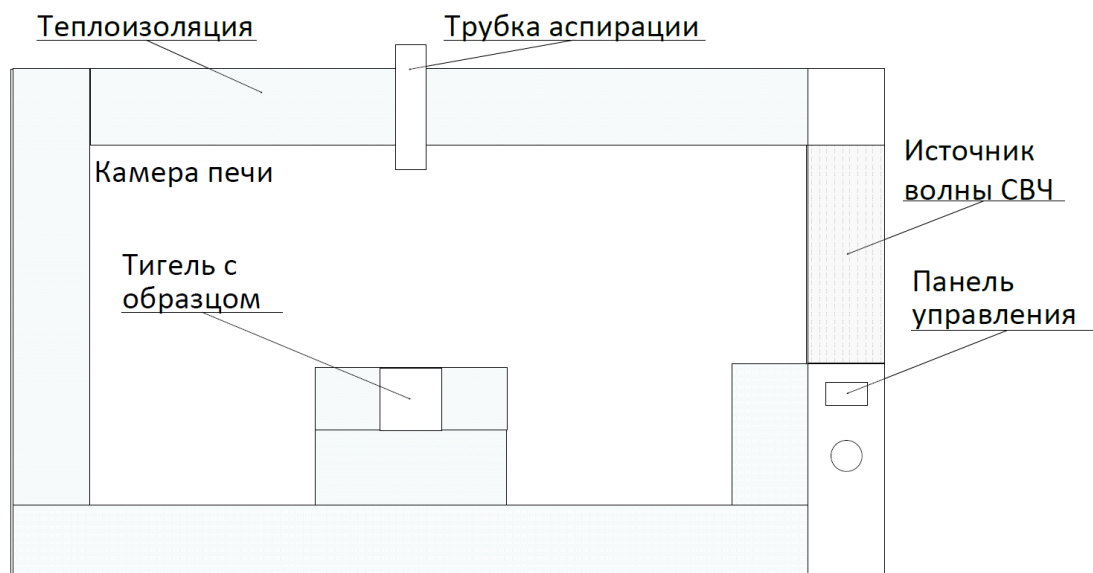 Теплоизоляция
Трубка аспирации
Камера печи
Источник
волны СВЧ
Тигель с
образцом
Панель
управления